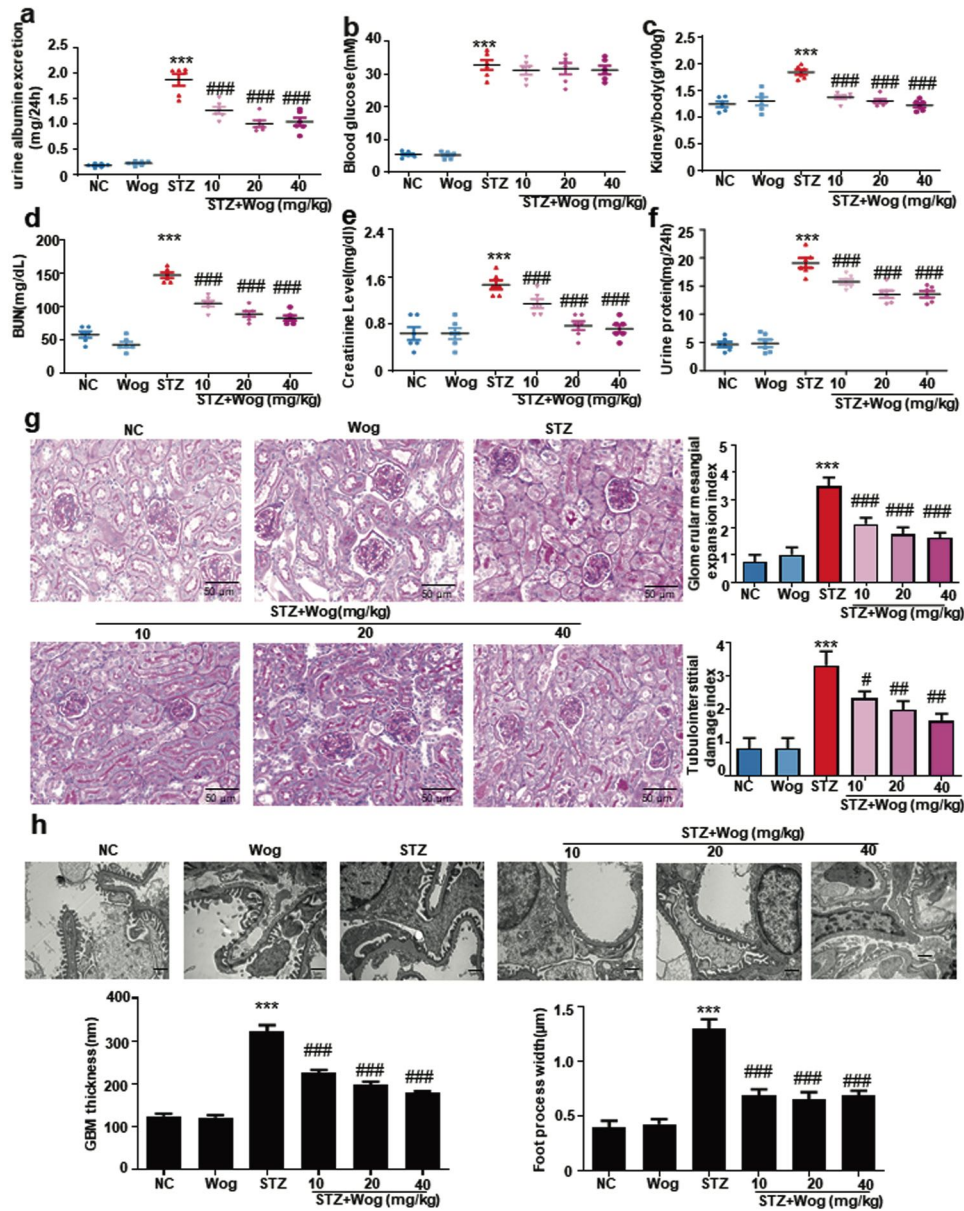 a
urine albumin excretion
(mg/24h)
2.5
2.0
1.5
1.0
0.5
0
***
###
###
###
NC
Wog
STZ
10
20
40
STZ+Wog (mg/kg)
b
Blood glucose(mM)
40
30
20
10
0
***
NC
Wog
STZ
10
20
40
STZ+Wog (mg/kg)
c
Kidney/body(g/100g)
2.5
2.0
1.5
1.0
0.5
0
***
###
###
###
NC
Wog
STZ
10
20
40
STZ+Wog (mg/kg)
d
BUN(mg/dL)
200
150
100
50
0
***
###
###
###
NC
Wog
STZ
10
20
40
STZ+Wog (mg/kg)
e
Creatinine Level(mg/dl)
2.4
1.6
0.8
0
***
###
###
###
NC
Wog
STZ
10
20
40
STZ+Wog (mg/kg)
f
Urine protein(mg/24h)
25
20
15
10
5
0
***
###
###
###
NC
Wog
STZ
10
20
40
STZ+Wog (mg/kg)
g
NC
Wog
STZ
50 µm
50 µm
50 µm
STZ+Wog(mg/kg)
10
20
40
50 µm
50 µm
50 µm
Glomerular mesangial
expansion index
5
4
3
2
1
0
***
###
###
###
NC
Wog
STZ
10
20
40
STZ+Wog (mg/kg)
Tubulointerstitial
damage index
4
3
2
1
0
***
#
##
##
NC
Wog
STZ
10
20
40
STZ+Wog (mg/kg)
h
NC
Wog
STZ
STZ+Wog (mg/kg)
10
20
40
GBM thickness(nm)
400
300
200
100
0
***
###
###
###
NC
Wog
STZ
10
20
40
STZ+Wog (mg/kg)
Foot process width(µm)
1.5
1.0
0.5
0
***
###
###
###
NC
Wog
STZ
10
20
40
STZ+Wog (mg/kg)